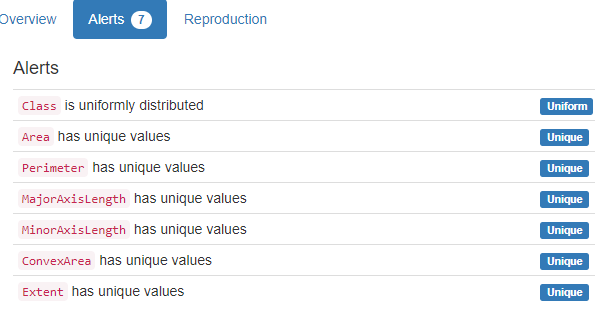 Overview Alerts 7 Reproduction
Alerts
Class is uniformly distributed Uniform
Area has unique values Unique
Perimeter has unique values Unique
MajorAxisLength has unique values Unique
MinorAxisLength has unique values Unique
ConvexArea has unique values Unique
Extent has unique values Unique